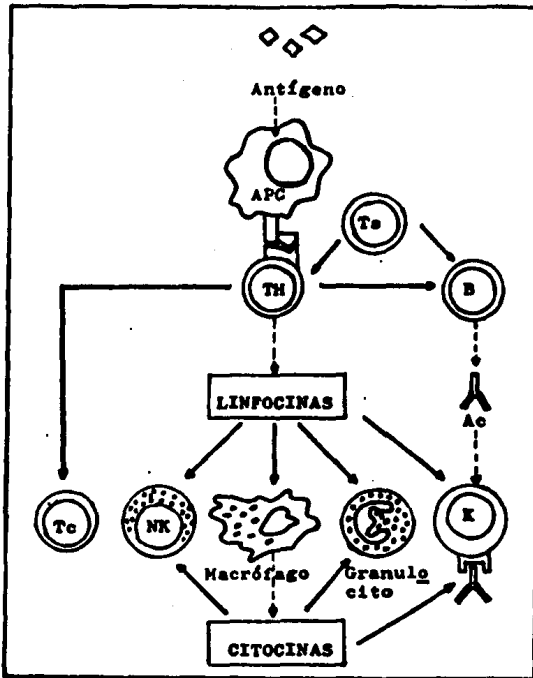 Antígeno
APC
Ts
TH
B
LINFOCINAS
Ac
Tc
NK
K
Macrófago
Granulo
cito
CITOCINAS